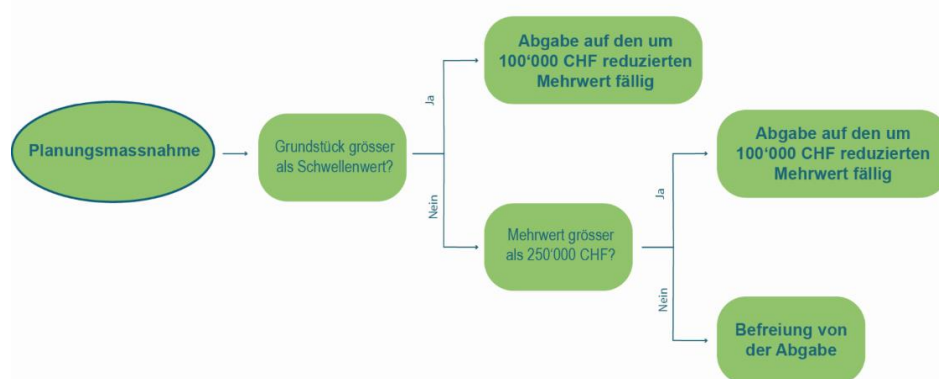 Abgabe auf den um
100‘000 CHF reduzierten
Mehrwert fällig
Ja
Planungsmassnahme
Grundstück grösser
als Schwellenwert?
Abgabe auf den um
100‘000 CHF reduzierten
Mehrwert fällig
Nein
Ja
Mehrwert grösser
als 250‘000 CHF?
Nein
Befreiung von
der Abgabe